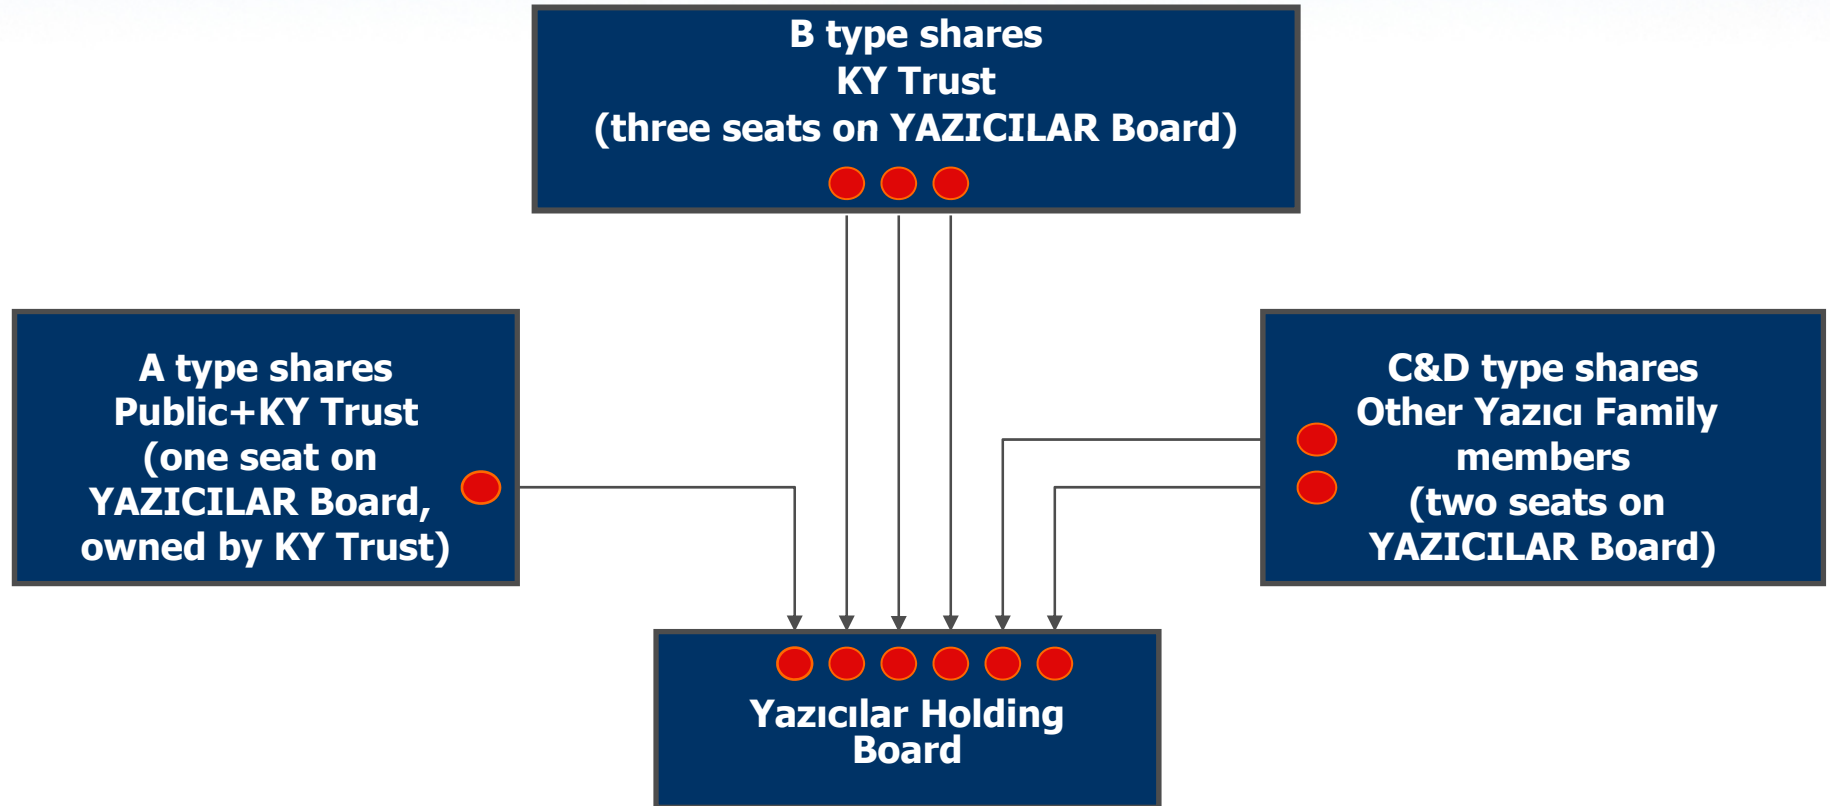 B type shares
KY Trust
(three seats on YAZICILAR Board)
A type shares
Public+KY Trust
(one seat on
YAZICILAR Board,
owned by KY Trust)
C&D type shares
Other Yazıcı Family
members
(two seats on
YAZICILAR Board)
Yazıcılar Holding
Board